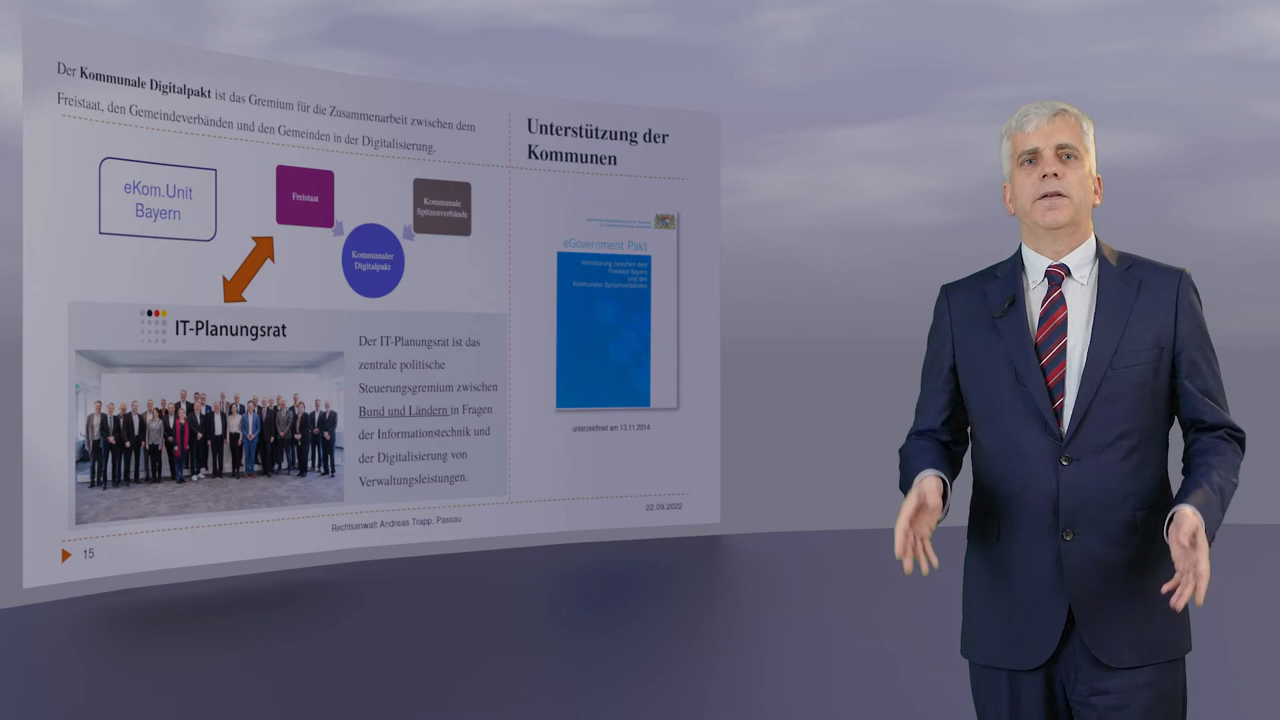 Der Kommunale Digitalpakt ist das Gremium für die Zusammenarbeit zwischen dem
Freistaat, den Gemeindeverbänden und den Gemeinden in der Digitalisierung.
Unterstützung der
Kommunen
eKom.Unit
Bayern
Freistaat
Kommunale
Spitzenverbände
Kommunaler
Digitalpakt
IT-Planungsrat
Der IT-Planungsrat ist das
zentrale politische
Steuerungsgremium zwischen
Bund und Ländern in Fragen
der Informationstechnik und
der Digitalisierung von
Verwaltungsleistungen.
eGovernment Pakt
Vereinbarung zwischen dem
Freistaat Bayern
und den
Kommunalen Spitzenverbänden
unterzeichnet am 13.11.2014
Rechtsanwalt Andreas Trapp, Passau
22.09.2022
15